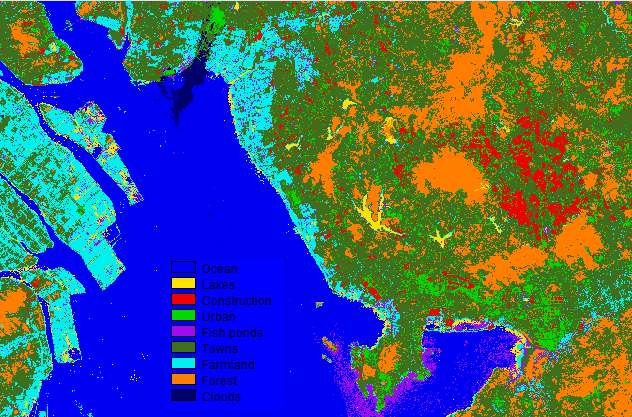 Ocean
Lakes
Construction
Urban
Fish ponds
Towns
Farmland
Forest
Clouds